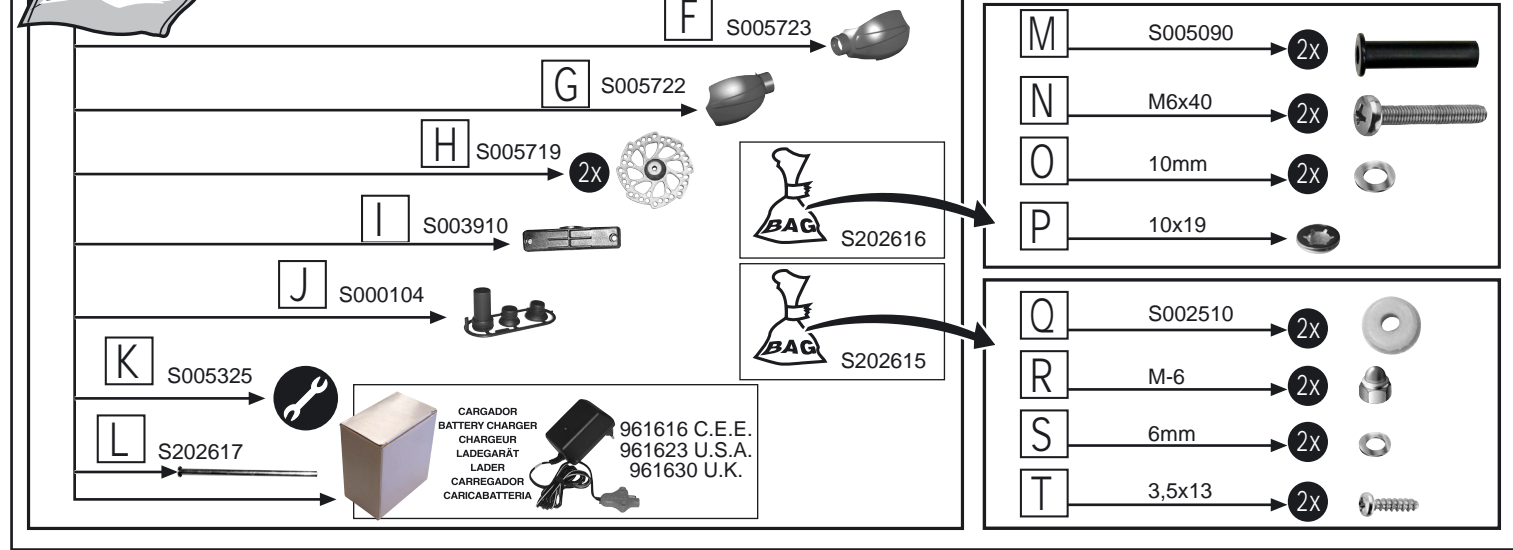 F S005723
G S005722
H S005719 2x
I S003910
J S000104
K S005325
L S202617
CARGADOR
BATTERY CHARGER
CHARGEUR
LADEGARÄT
LADER
CARREGADOR
CARICABATTERIA
961616 C.E.E.
961623 U.S.A.
961630 U.K.
BAG S202616
BAG S202615
M S005090 2x
N M6x40 2x
O 10mm 2x
P 10x19
Q S002510 2x
R M-6 2x
S 6mm 2x
T 3,5x13 2x